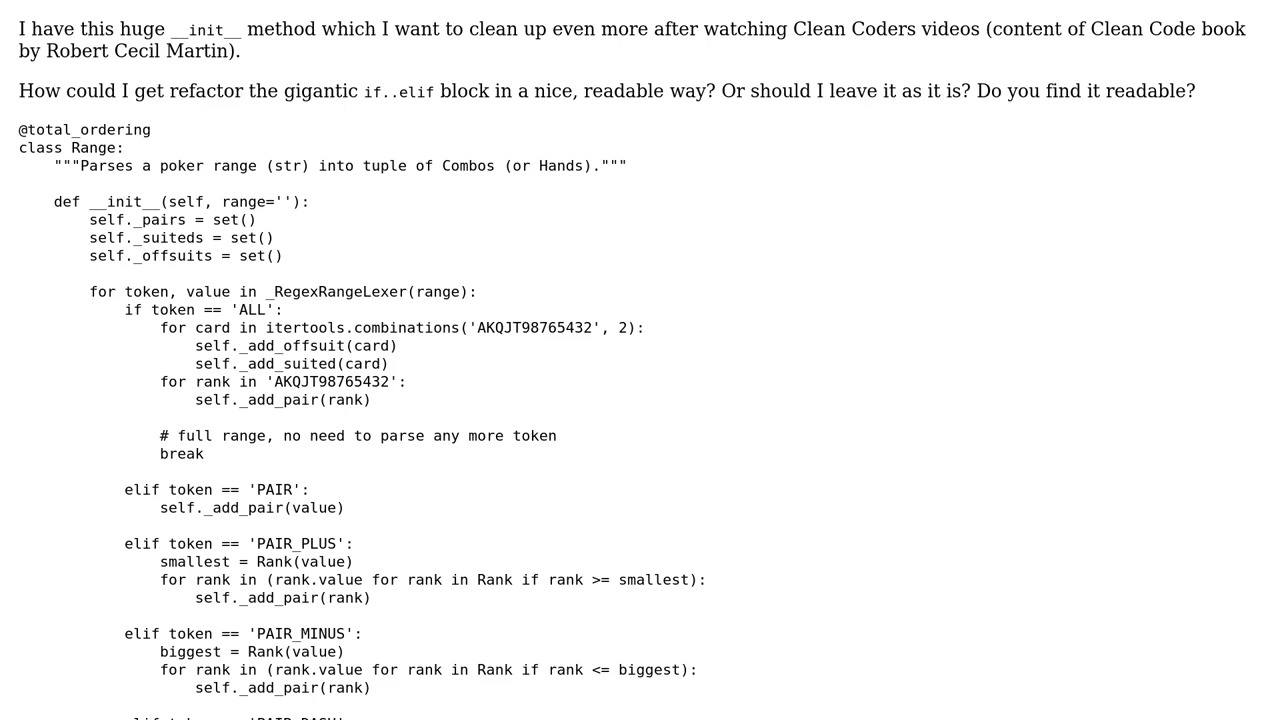 I have this huge __init__ method which I want to clean up even more after watching Clean Coders videos (content of Clean Code book
by Robert Cecil Martin).
How could I get refactor the gigantic if..elif block in a nice, readable way? Or should I leave it as it is? Do you find it readable?
@total_ordering
class Range:
    """Parses a poker range (str) into tuple of Combos (or Hands)."""
    def __init__(self, range=''):
        self._pairs = set()
        self._suiteds = set()
        self._offsuits = set()
        for token, value in _RegexRangeLexer(range):
            if token == 'ALL':
                for card in itertools.combinations('AKQJT98765432', 2):
                    self._add_offsuit(card)
                    self._add_suited(card)
                for rank in 'AKQJT98765432':
                    self._add_pair(rank)
                # full range, no need to parse any more token
                break
            elif token == 'PAIR':
                self._add_pair(value)
            elif token == 'PAIR_PLUS':
                smallest = Rank(value)
                for rank in (rank.value for rank in Rank if rank >= smallest):
                    self._add_pair(rank)
            elif token == 'PAIR_MINUS':
                biggest = Rank(value)
                for rank in (rank.value for rank in Rank if rank <= biggest):
                    self._add_pair(rank)